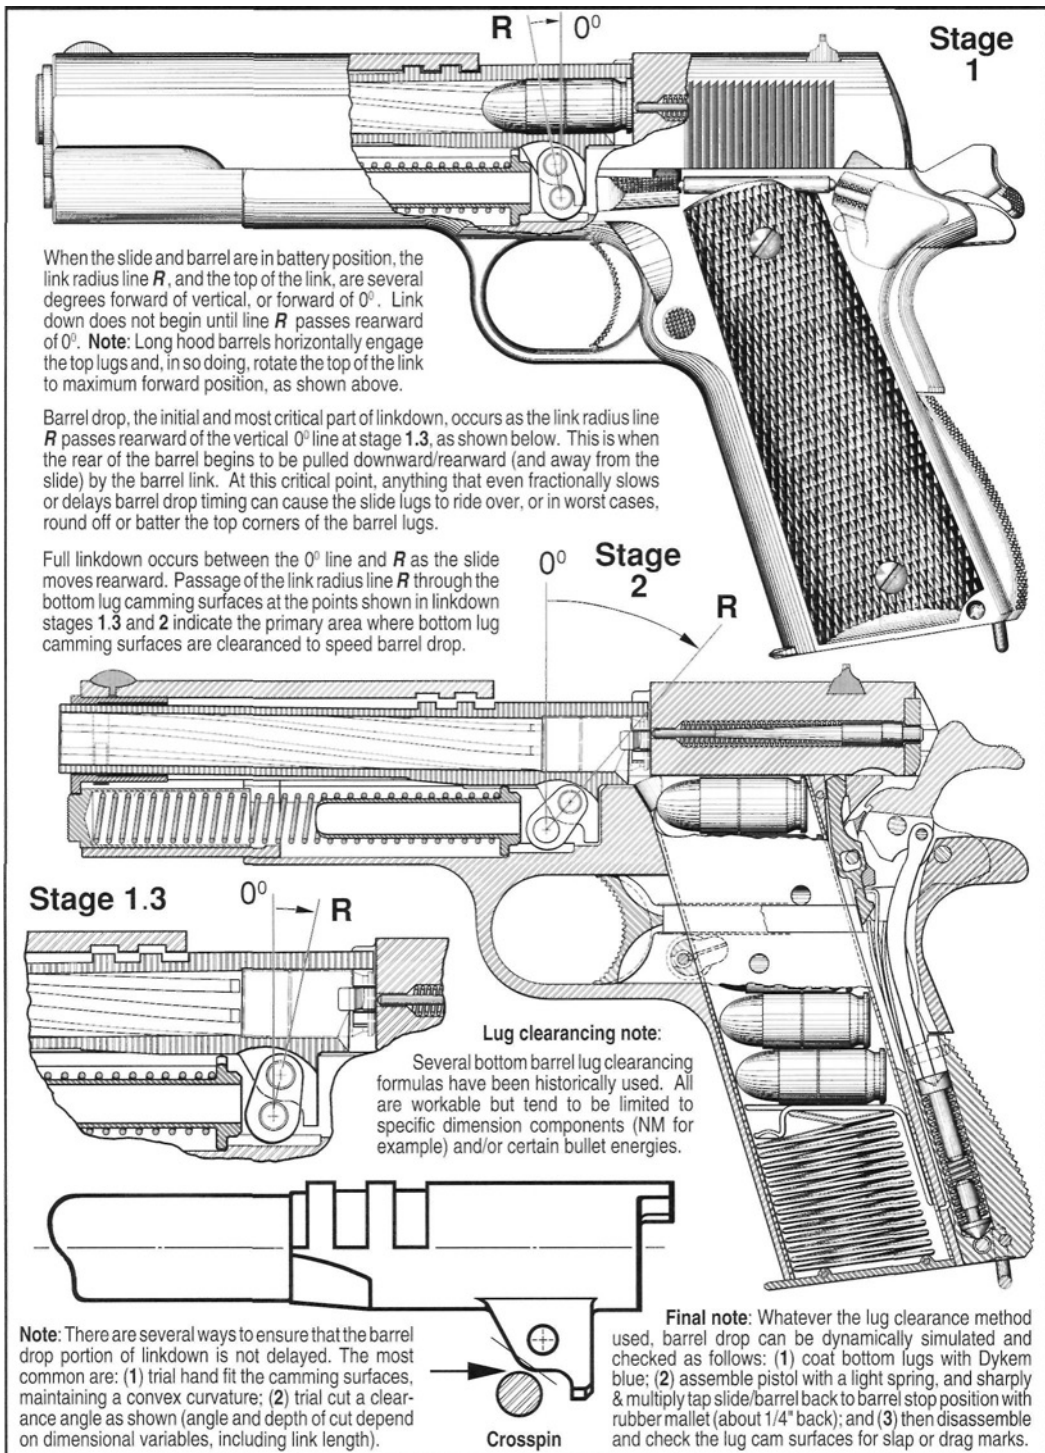 R 0⁰
Stage
1
When the slide and barrel are in battery position, the
link radius line R, and the top of the link, are several
degrees forward of vertical, or forward of 0⁰. Link
down does not begin until line R passes rearward
of 0⁰. Note: Long hood barrels horizontally engage
the top lugs and, in so doing, rotate the top of the link
to maximum forward position, as shown above.
Barrel drop, the initial and most critical part of linkdown, occurs as the link radius line
R passes rearward of the vertical 0⁰ line at stage 1.3, as shown below. This is when
the rear of the barrel begins to be pulled downward/rearward (and away from the
slide) by the barrel link. At this critical point, anything that even fractionally slows
or delays barrel drop timing can cause the slide lugs to ride over, or in worst cases,
round off or batter the top corners of the barrel lugs.
Full linkdown occurs between the 0⁰ line and R as the slide
moves rearward. Passage of the link radius line R through the
bottom lug camming surfaces at the points shown in linkdown
stages 1.3 and 2 indicate the primary area where bottom lug
camming surfaces are clearanced to speed barrel drop.
0⁰
Stage
2
R
Stage 1.3
0⁰
R
Lug clearancing note:
Several bottom barrel lug clearancing
formulas have been historically used. All
are workable but tend to be limited to
specific dimension components (NM for
example) and/or certain bullet energies.
Note: There are several ways to ensure that the barrel
drop portion of linkdown is not delayed. The most
common are: (1) trial hand fit the camming surfaces,
maintaining a convex curvature; (2) trial cut a clear-
ance angle as shown (angle and depth of cut depend
on dimensional variables, including link length).
Crosspin
Final note: Whatever the lug clearance method
used, barrel drop can be dynamically simulated and
checked as follows: (1) coat bottom lugs with Dykem
blue; (2) assemble pistol with a light spring, and sharply
& multiply tap slide/barrel back to barrel stop position with
rubber mallet (about 1/4" back); and (3) then disassemble
and check the lug cam surfaces for slap or drag marks.